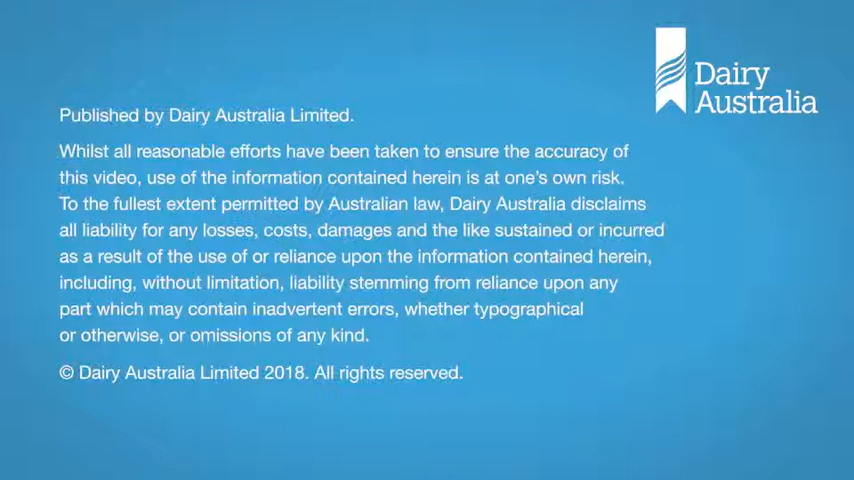 Dairy
Australia
Published by Dairy Australia Limited.
Whilst all reasonable efforts have been taken to ensure the accuracy of
this video, use of the information contained herein is at one's own risk.
To the fullest extent permitted by Australian law, Dairy Australia disclaims
all liability for any losses, costs, damages and the like sustained or incurred
as a result of the use of or reliance upon the information contained herein,
including, without limitation, liability stemming from reliance upon any
part which may contain inadvertent errors, whether typographical
or otherwise, or omissions of any kind.
© Dairy Australia Limited 2018. All rights reserved.